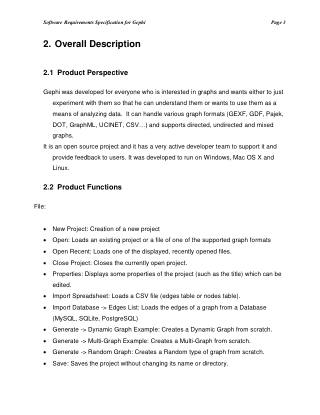 Software Requirements Specification for Gephi Page 3
2. Overall Description
2.1 Product Perspective
Gephi was developed for everyone who is interested in graphs and wants either to just
experiment with them so that he can understand them or wants to use them as a
means of analyzing data. It can handle various graph formats (GEXF, GDF, Pajek,
DOT, GraphML, UCINET, CSV…) and supports directed, undirected and mixed
graphs.
It is an open source project and it has a very active developer team to support it and
provide feedback to users. It was developed to run on Windows, Mac OS X and
Linux.
2.2 Product Functions
File:
• New Project: Creation of a new project
• Open: Loads an existing project or a file of one of the supported graph formats
• Open Recent: Loads one of the displayed, recently opened files.
• Close Project: Closes the currently open project.
• Properties: Displays some properties of the project (such as the title) which can be
edited.
• Import Spreadsheet: Loads a CSV file (edges table or nodes table).
• Import Database -> Edges List: Loads the edges of a graph from a Database
(MySQL, SQLite, PostgreSQL)
• Generate -> Dynamic Graph Example: Creates a Dynamic Graph from scratch.
• Generate -> Multi-Graph Example: Creates a Multi-Graph from scratch.
• Generate -> Random Graph: Creates a Random type of graph from scratch.
• Save: Saves the project without changing its name or directory.